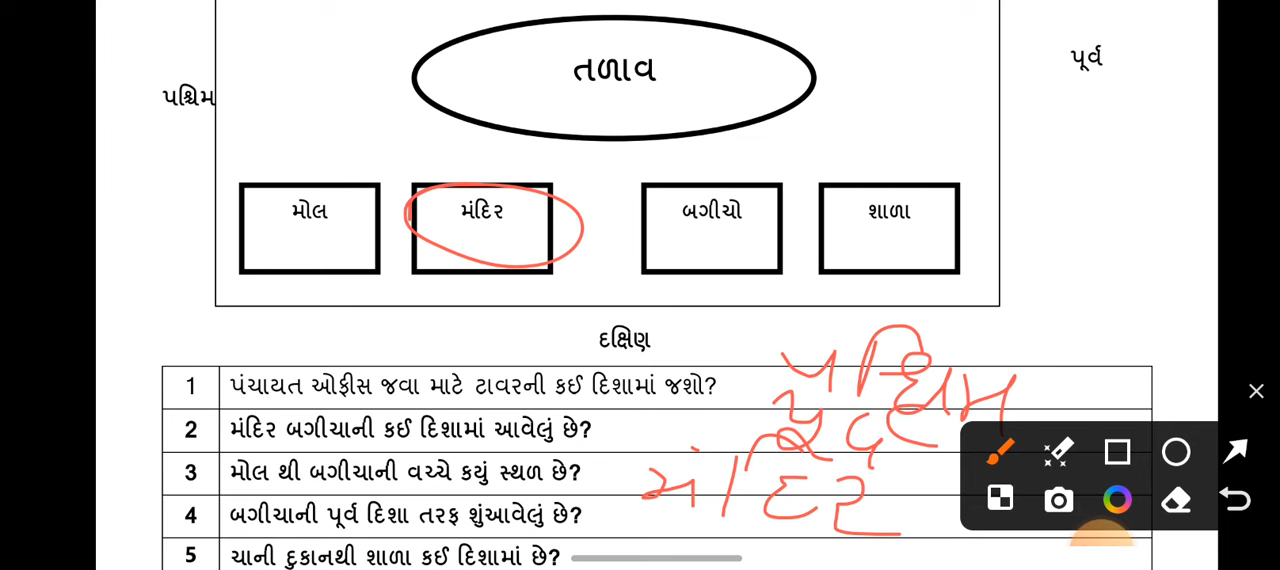 તળાવ
પૂર્વ
પશ્ચિમ
મોલ
મંદિર
બગીચો
શાળા
દક્ષિણ
1 પંચાયત ઓફીસ જવા માટે ટાવરની કઈ દિશામાં જશો? પશ્ચિમ
2 મંદિર બગીચાની કઈ દિશામાં આવેલું છે?
3 મોલ થી બગીચાની વચ્ચે કયું સ્થળ છે? મંદિર
4 બગીચાની પૂર્વ દિશા તરફ શુંઆવેલું છે?
5 ચાની દુકાનથી શાળા કઈ દિશામાં છે?